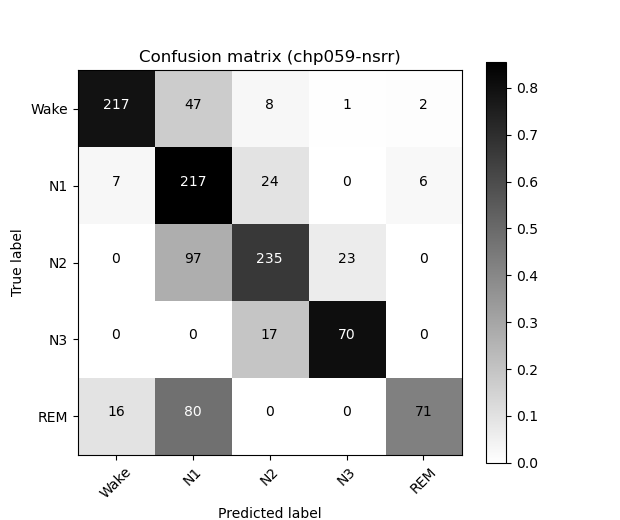 Confusion matrix (chp059-nsrr)
Wake 217 47 8 1 2
N1 7 217 24 0 6
N2 0 97 235 23 0
N3 0 0 17 70 0
REM 16 80 0 0 71
Wake N1 N2 N3 REM
Predicted label
True label
0.8
0.7
0.6
0.5
0.4
0.3
0.2
0.1
0.0